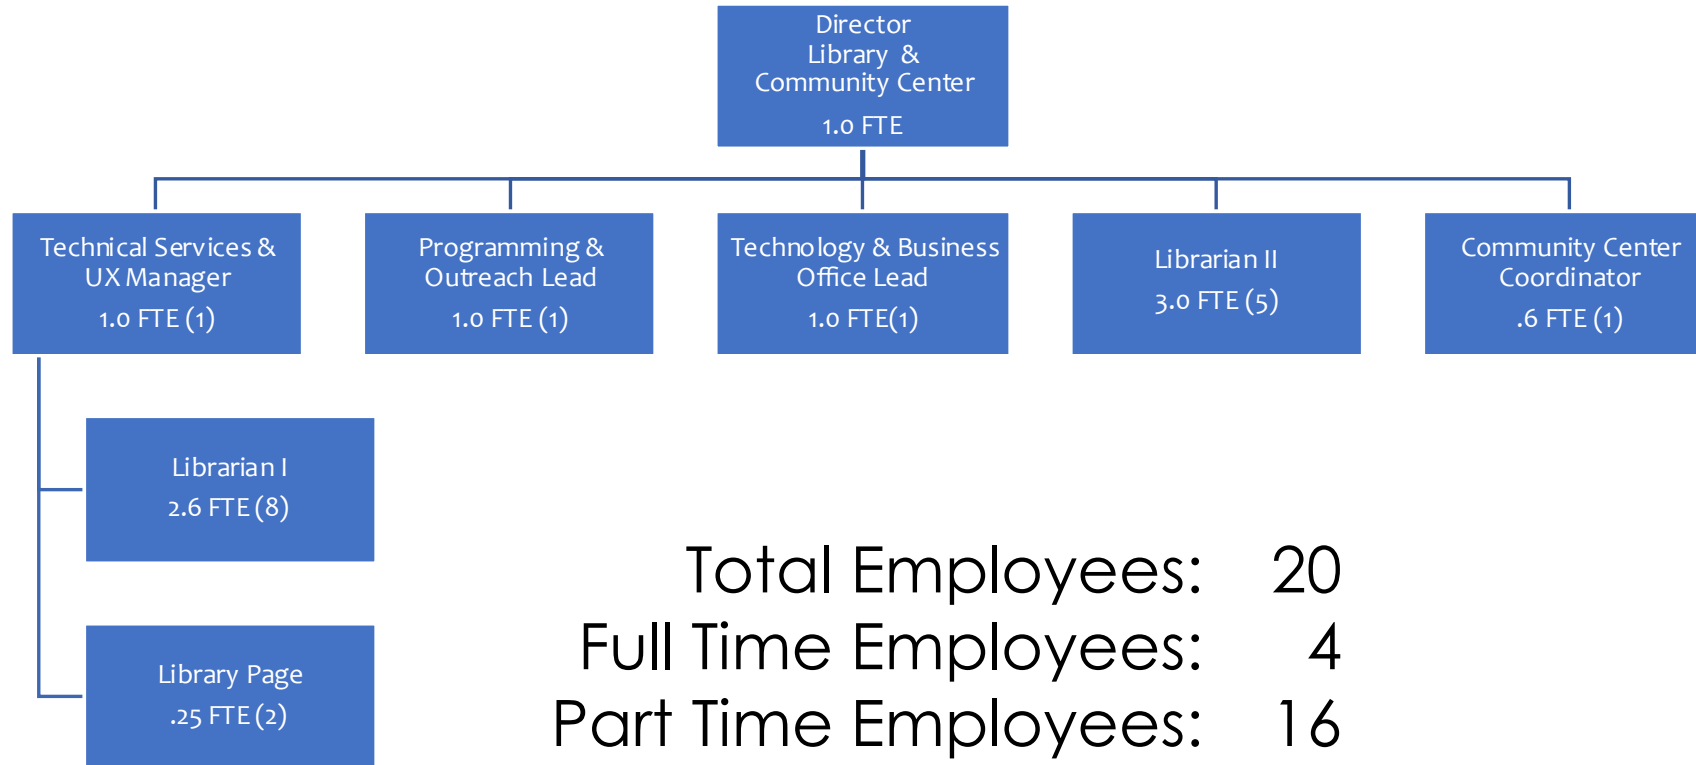 Director
Library &
Community Center
1.0 FTE
Technical Services &
UX Manager
1.0 FTE (1)
Programming &
Outreach Lead
1.0 FTE (1)
Technology & Business
Office Lead
1.0 FTE(1)
Librarian II
3.0 FTE (5)
Community Center
Coordinator
.6 FTE (1)
Librarian I
2.6 FTE (8)
Library Page
.25 FTE (2)
Total Employees: 20
Full Time Employees: 4
Part Time Employees: 16